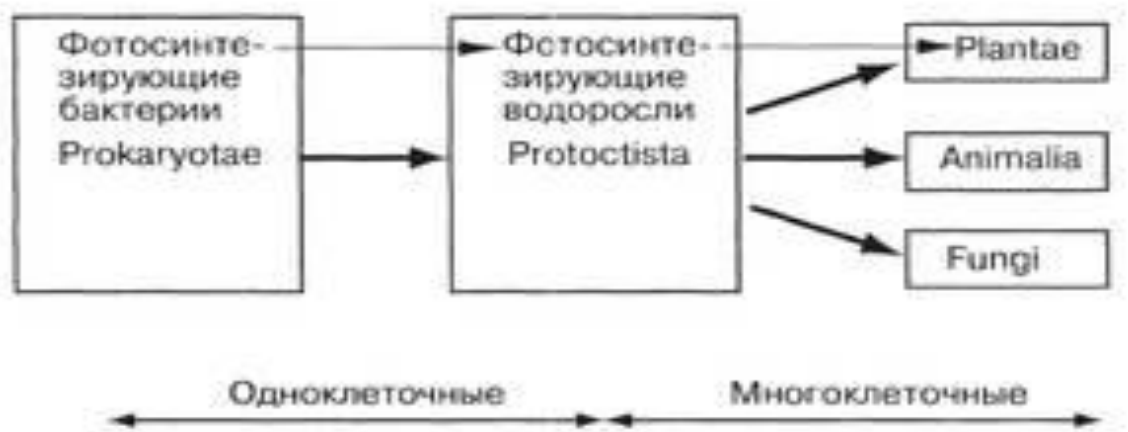 Фотосинте-
зирующие
бактерии
Prokaryotae
Фотосинте-
зирующие
водоросли
Protoctista
Plantae
Animalia
Fungi
Одноклеточные
Многоклеточные